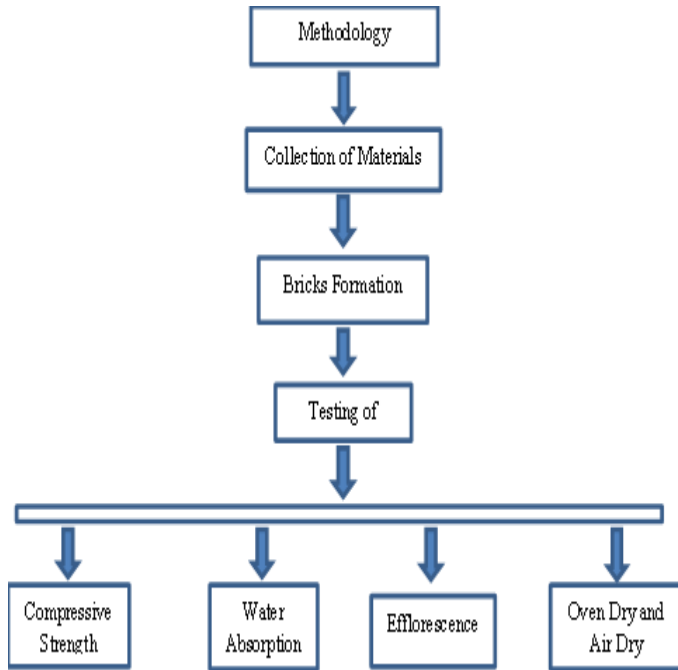 Methodology
Collection of Materials
Bricks Formation
Testing of
Compressive
Strength
Water
Absorption
Efflorescence
Oven Dry and
Air Dry